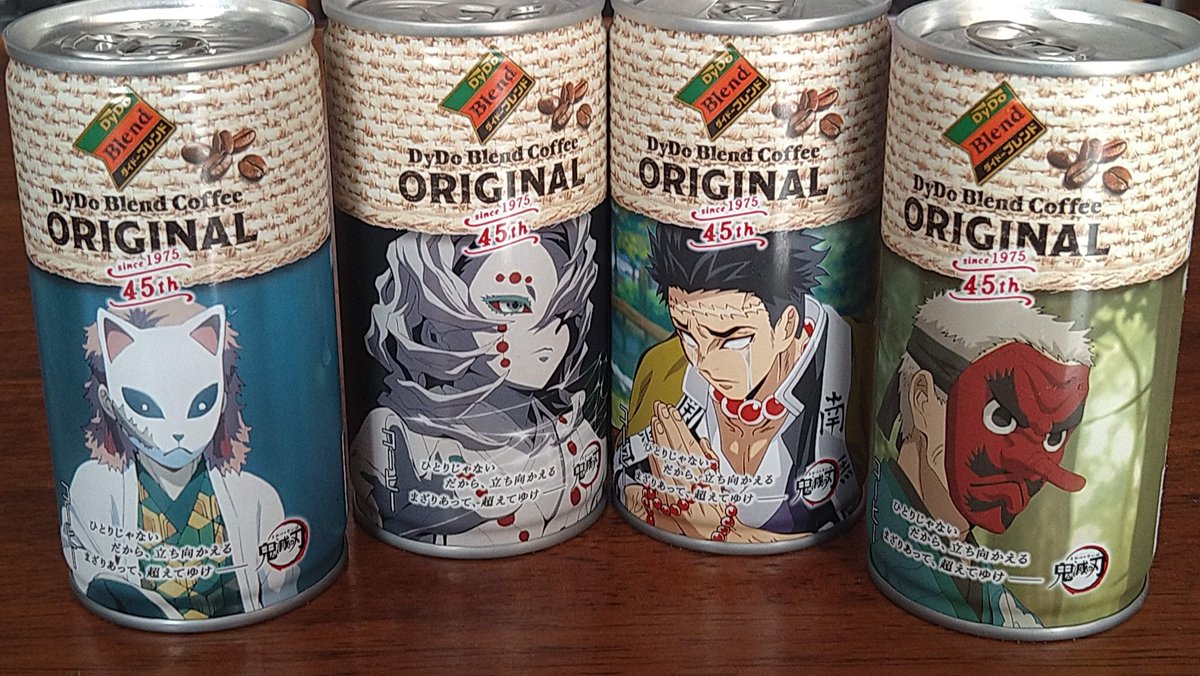 DyDo
Blend
ダイドーブレンド
DyDo Blend Coffee
ORIGINAL
since 1975
45th
ひとりじゃない
だから、立ち向かえる
まざりあって、超えてゆけ――
鬼滅の刃
DyDo
Blend
ダイドーブレンド
DyDo Blend Coffee
ORIGINAL
since 1975
45th
ひとりじゃない
だから、立ち向かえる
まざりあって、超えてゆけ――
鬼滅の刃
DyDo
Blend
ダイドーブレンド
DyDo Blend Coffee
ORIGINAL
since 1975
45th
南
ひとりじゃない
だから、立ち向かえる
まざりあって、超えてゆけ――
鬼滅の刃
DyDo
Blend
ダイドーブレンド
DyDo Blend Coffee
ORIGINAL
since 1975
45th
ひとりじゃない
だから、立ち向かえる
まざりあって、超えてゆけ――
鬼滅の刃